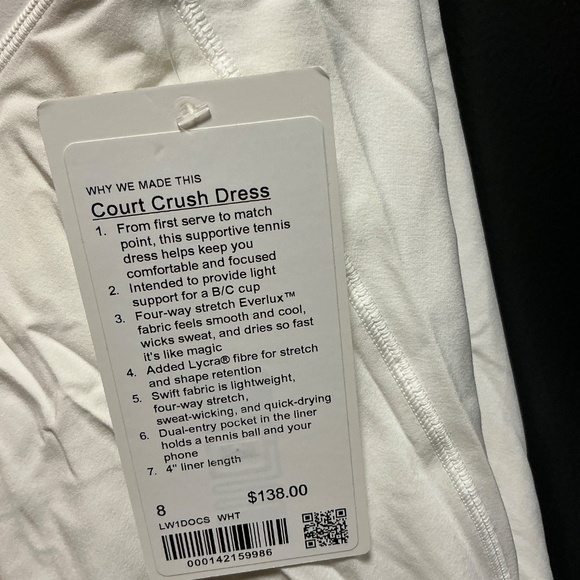 WHY WE MADE THIS
Court Crush Dress
1. From first serve to match
point, this supportive tennis
dress helps keep you
comfortable and focused
2. Intended to provide light
support for a B/C cup
3. Four-way stretch Everlux™
fabric feels smooth and cool,
wicks sweat, and dries so fast
it's like magic
4. Added Lycra® fibre for stretch
and shape retention
5. Swift fabric is lightweight,
four-way stretch,
sweat-wicking, and quick-drying
6. Dual-entry pocket in the liner
holds a tennis ball and your
phone
7. 4" liner length
8 $138.00
LW1DOCS WHT
000142159986